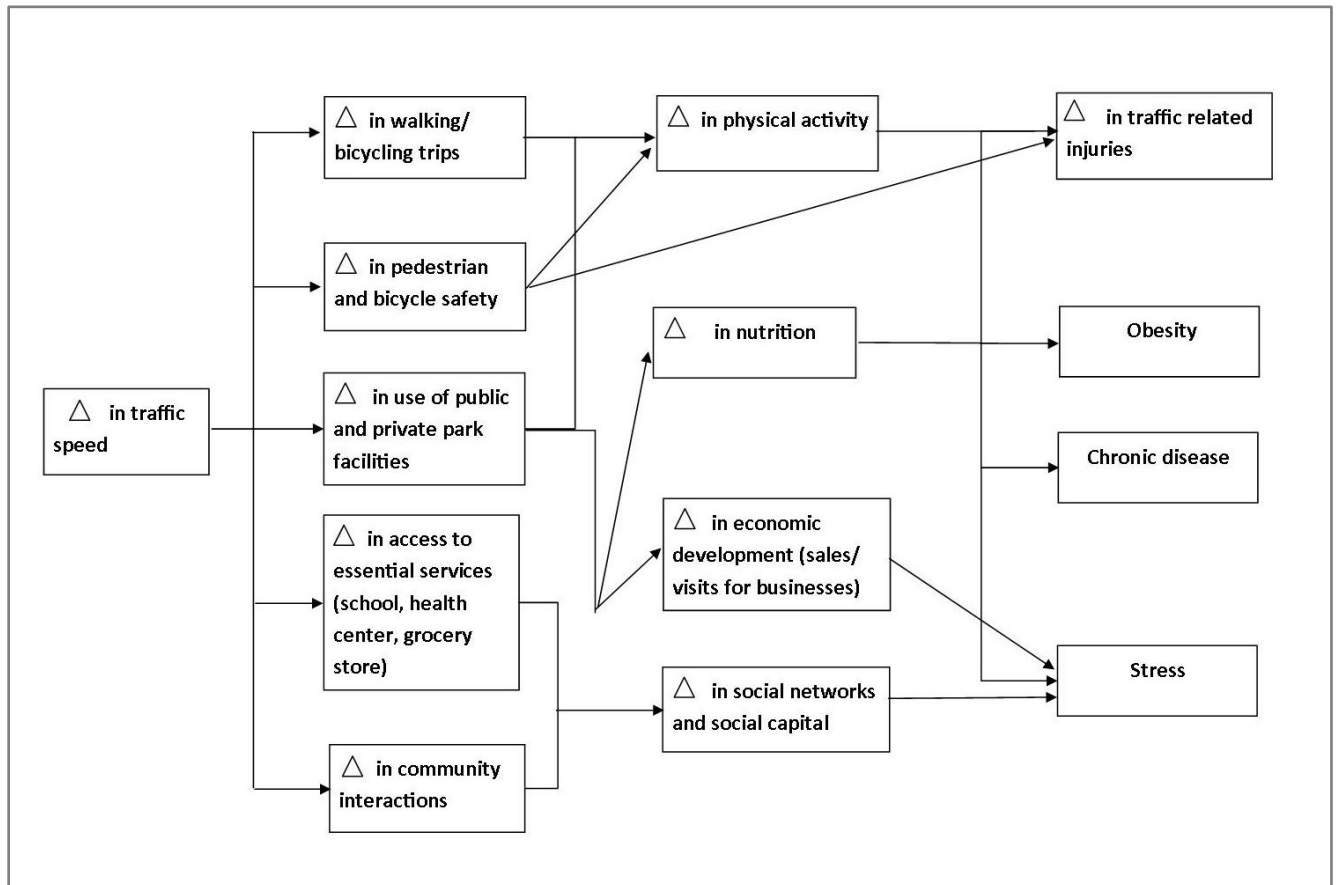 △ in walking/
bicycling trips
△ in physical activity
△ in traffic related
injuries
△ in pedestrian
and bicycle safety
△ in nutrition
Obesity
△ in traffic
speed
△ in use of public
and private park
facilities
Chronic disease
△ in access to
essential services
(school, health
center, grocery
store)
△ in economic
development (sales/
visits for businesses)
△ in social networks
and social capital
Stress
△ in community
interactions